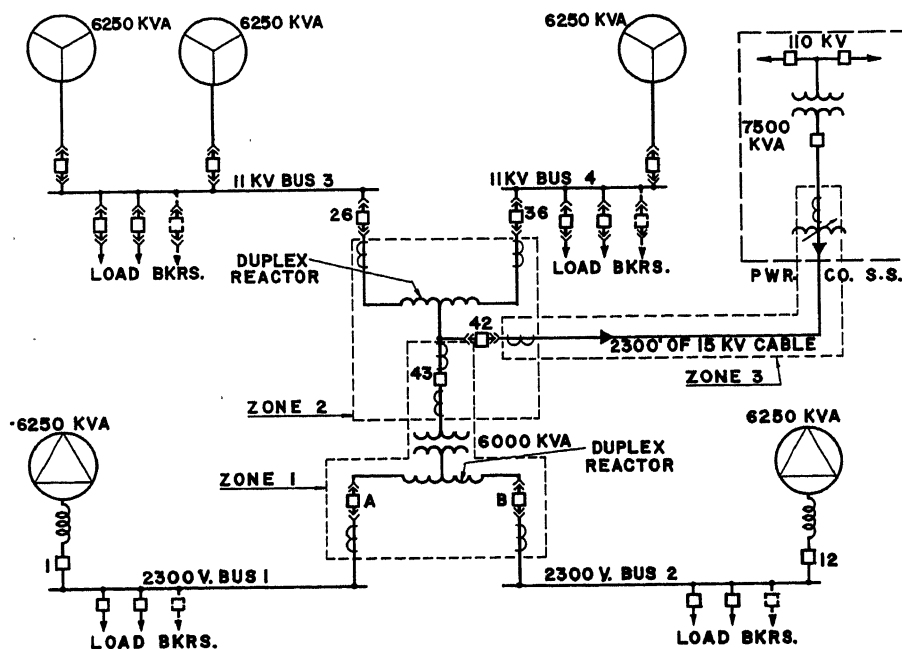 6250 KVA
6250 KVA
6250 KVA
110 KV
7500
KVA
11 KV BUS 3
11 KV BUS 4
26
36
LOAD BKRS.
DUPLEX
REACTOR
LOAD BKRS.
PWR. CO. S.S.
42
2300' OF 15 KV CABLE
43
ZONE 3
ZONE 2
6250 KVA
6000 KVA
DUPLEX
REACTOR
6250 KVA
ZONE 1
A
B
1
12
2300 V. BUS 1
2300 V. BUS 2
LOAD BKRS.
LOAD BKRS.